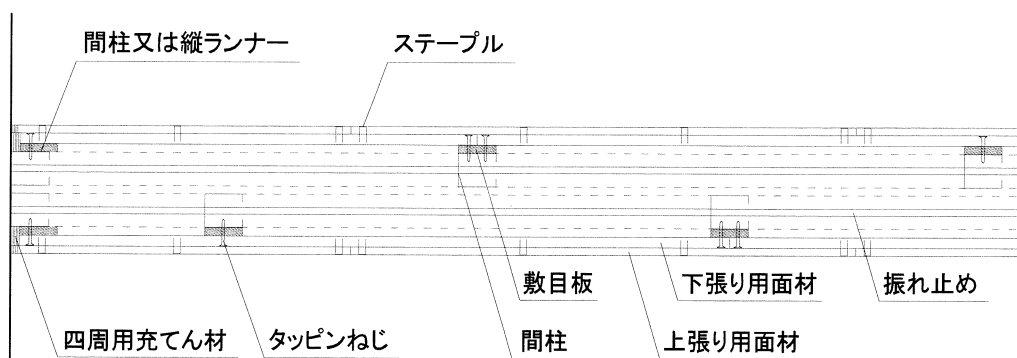 間柱又は縦ランナー
ステープル
敷目板
下張り用面材
振れ止め
四周用充てん材
タッピンねじ
間柱
上張り用面材